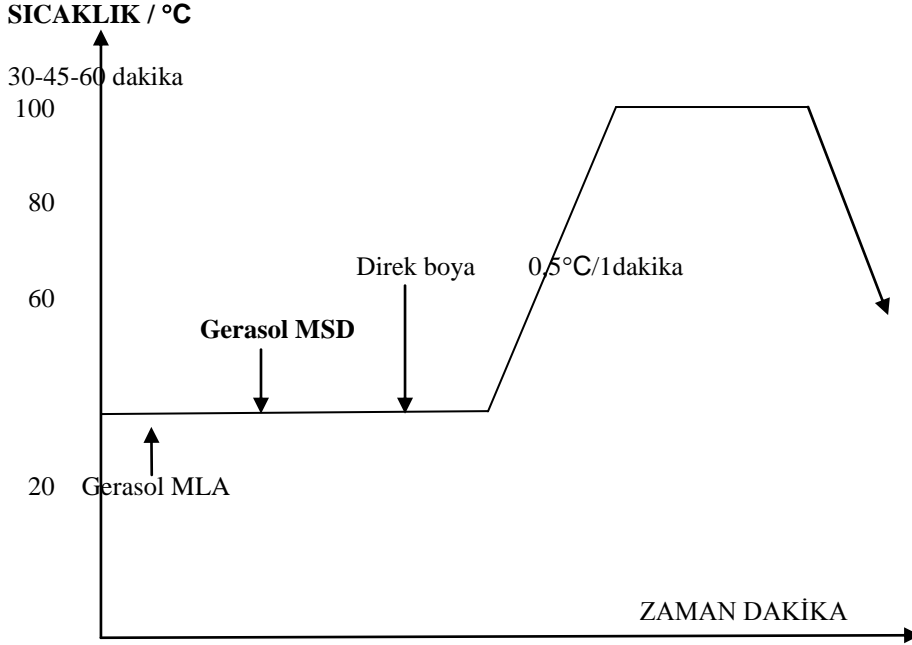 SICAKLIK / °C
30-45-60 dakika
100
80
Direk boya 0.5°C/1dakika
60
Gerasol MSD
20 Gerasol MLA
ZAMAN DAKİKA